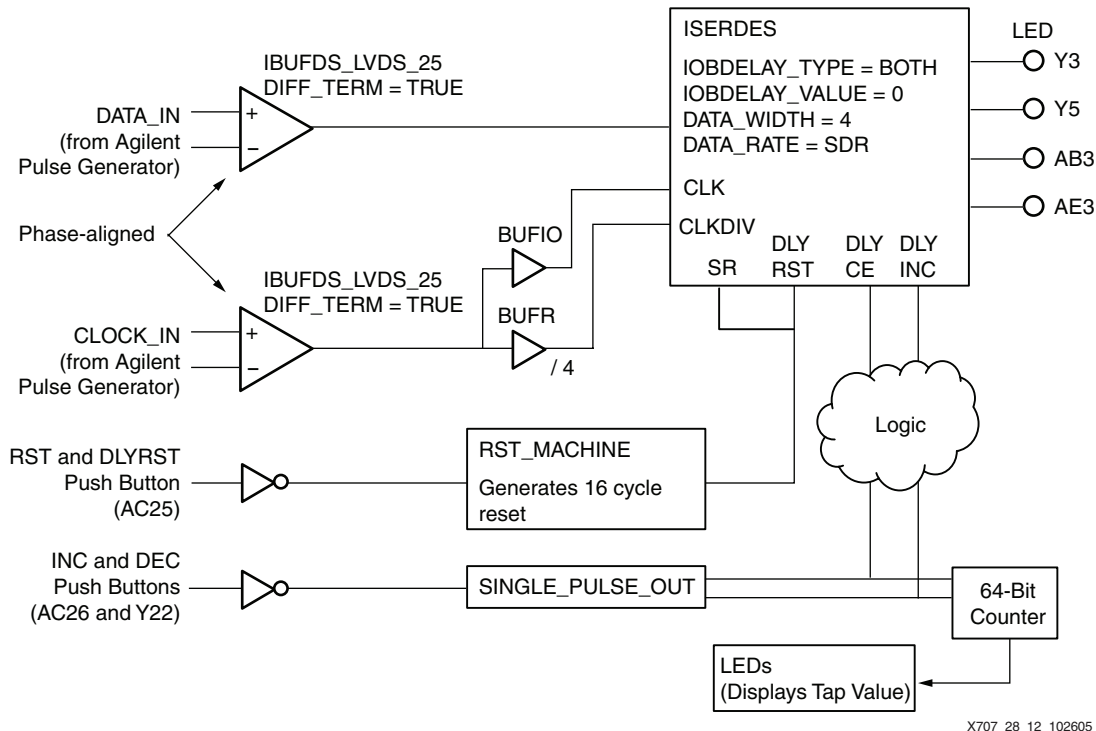 ISERDES
IOBDELAY_TYPE = BOTH
IOBDELAY_VALUE = 0
DATA_WIDTH = 4
DATA_RATE = SDR
CLK
CLKDIV
SR
DLY
RST
DLY
CE
DLY
INC
LED
Y3
Y5
AB3
AE3
IBUFDS_LVDS_25
DIFF_TERM = TRUE
DATA_IN
(from Agilent
Pulse Generator)
+
−
Phase-aligned
BUFIO
IBUFDS_LVDS_25
DIFF_TERM = TRUE
BUFR
/ 4
CLOCK_IN
(from Agilent
Pulse Generator)
+
−
Logic
RST and DLYRST
Push Button
(AC25)
RST_MACHINE
Generates 16 cycle
reset
INC and DEC
Push Buttons
(AC26 and Y22)
SINGLE_PULSE_OUT
64-Bit
Counter
LEDs
(Displays Tap Value)
X707_28_12_102605